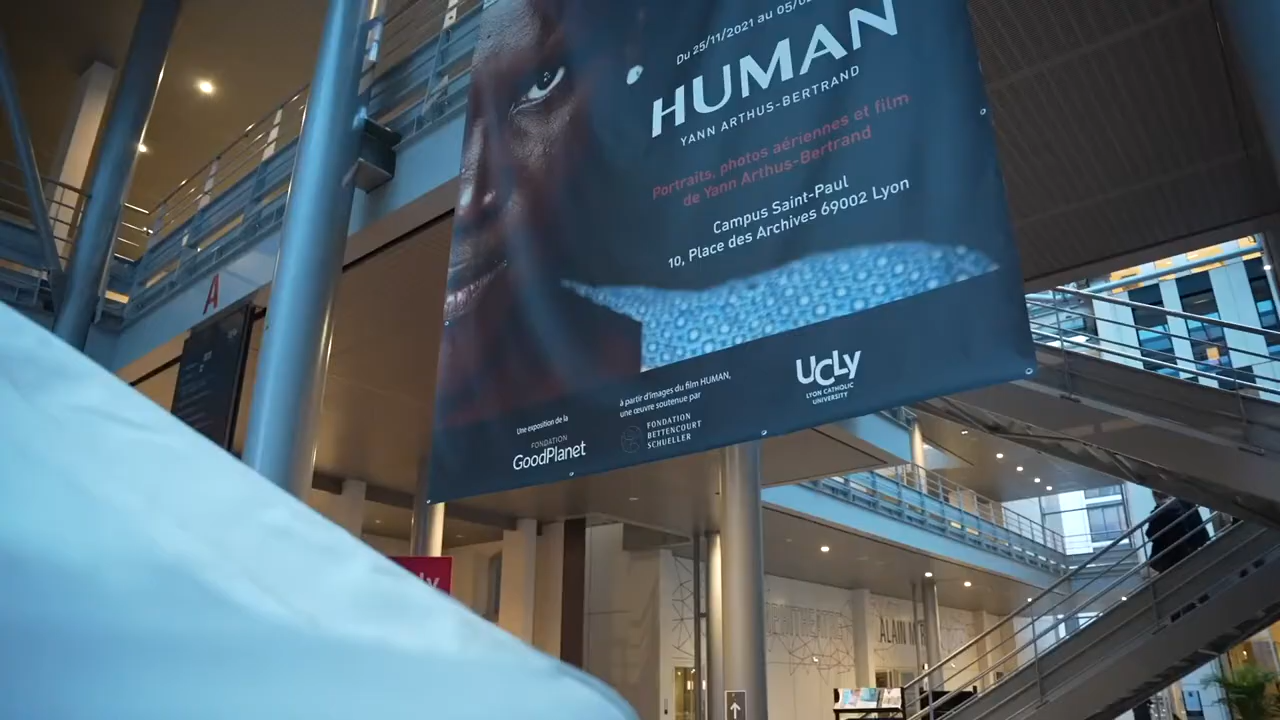 Du 25/11/2021 au 05/0
HUMAN
YANN ARTHUS-BERTRAND
Portraits, photos aériennes et film
de Yann Arthus-Bertrand
Campus Saint-Paul
10, Place des Archives 69002 Lyon
à partir d'images du film HUMAN,
une œuvre soutenue par
Une exposition de la
FONDATION
GoodPlanet
FONDATION
BETTENCOURT
SCHUELLER
UCLy
LYON CATHOLIC
UNIVERSITY
A
ly
ALAIN